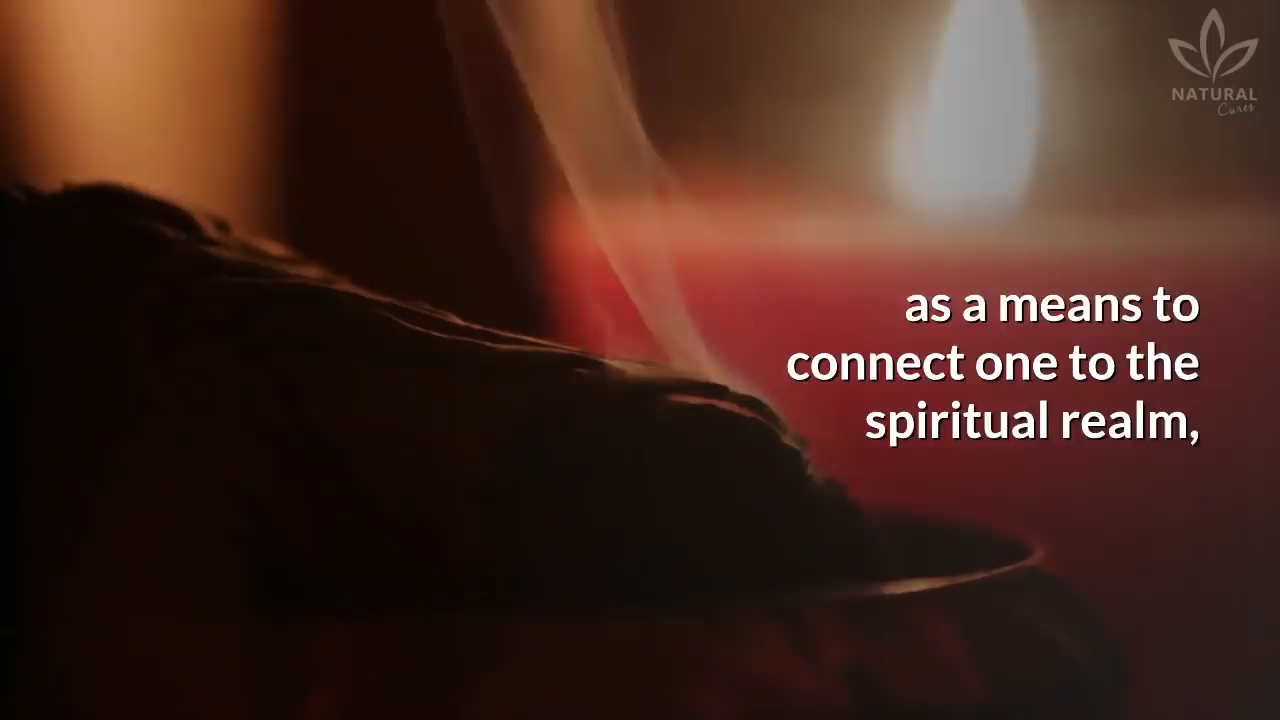 NATURAL
Cures
as a means to
connect one to the
spiritual realm,